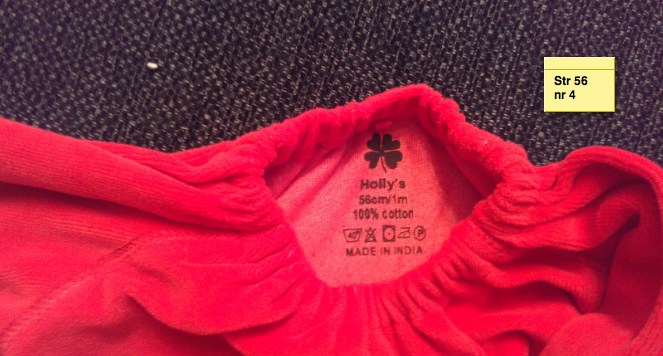 Str 56
nr 4
Holly's
56cm/1m
100% cotton
MADE IN INDIA